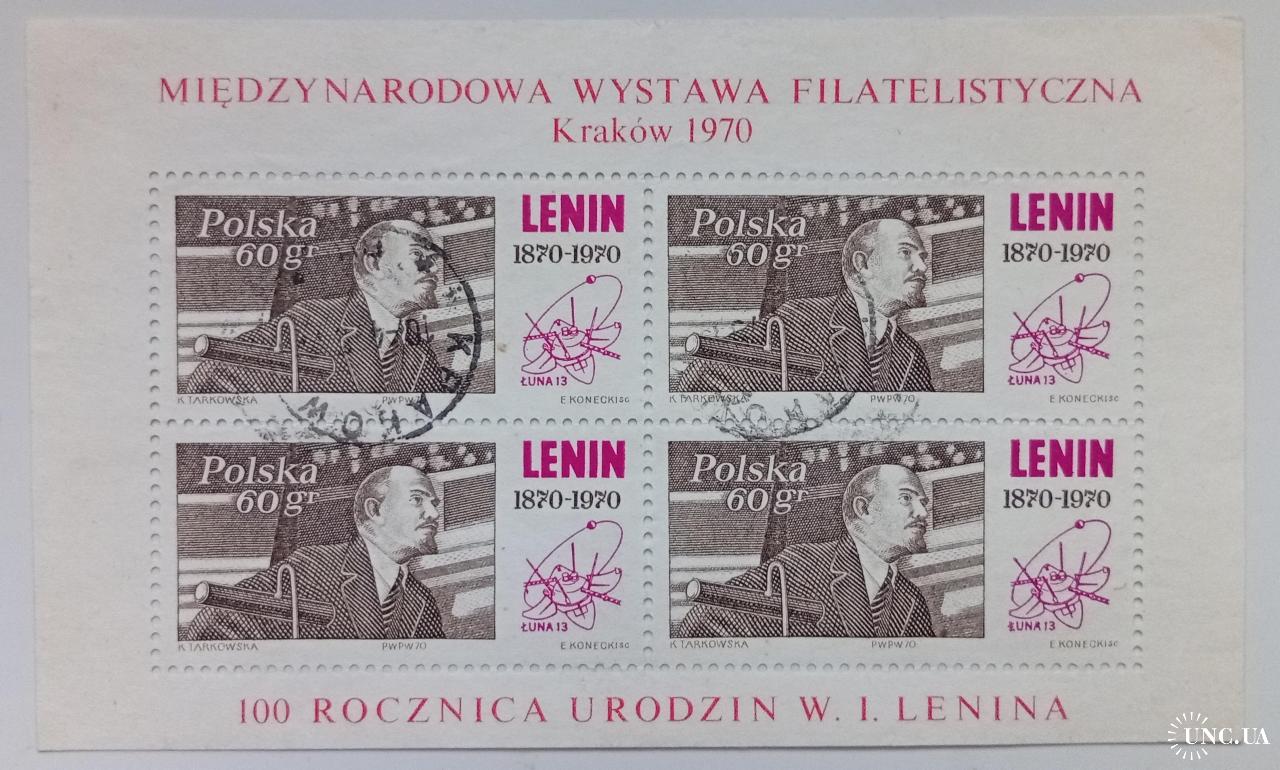 MIĘDZYNARODOWA WYSTAWA FILATELISTYCZNA
Kraków 1970
Polska
60 gr
LENIN
1870-1970
ŁUNA 13
K TARKOWSKA PWPW 70 E. KONECKI SC
Polska
60 gr
LENIN
1870-1970
ŁUNA 13
K TARKOWSKA PWPW 70 E. KONECKI SC
KRAKOW
Polska
60 gr
LENIN
1870-1970
ŁUNA 13
K TARKOWSKA PWPW 70 E. KONECKI SC
Polska
60 gr
LENIN
1870-1970
ŁUNA 13
K TARKOWSKA PWPW 70 E. KONECKI SC
100 ROCZNICA URODZIN W. I. LENINA
UNC.UA